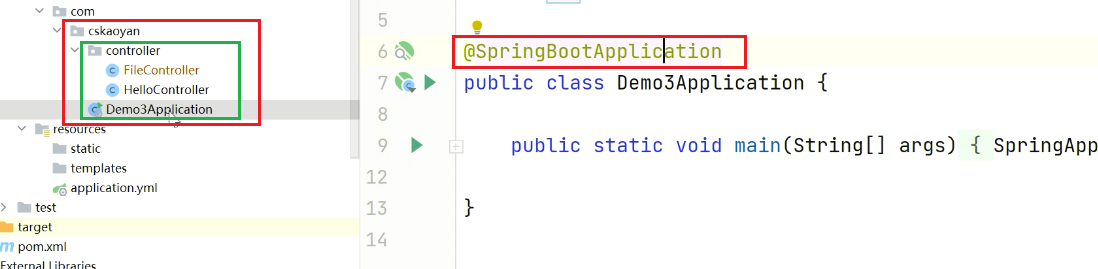 com
cskaoyan
controller
FileController
HelloController
Demo3Application
resources
static
templates
application.yml
test
target
pom.xml
External Libraries
5
6 @SpringBootApplication
7 public class Demo3Application {
8
9 public static void main(String[] args) { SpringApp
12
13 }
14